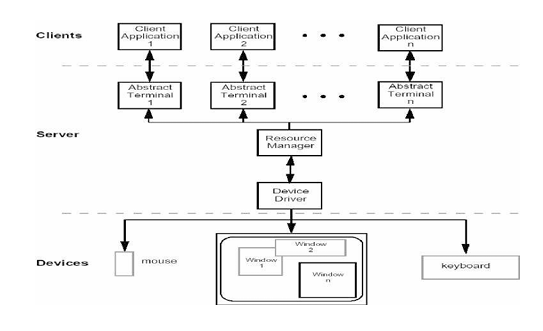 Clients
Client
Application
1
Client
Application
2
Client
Application
n
Abstract
Terminal
1
Abstract
Terminal
2
Abstract
Terminal
n
Server
Resource
Manager
Device
Driver
Devices
mouse
Window
1
Window
2
Window
n
keyboard